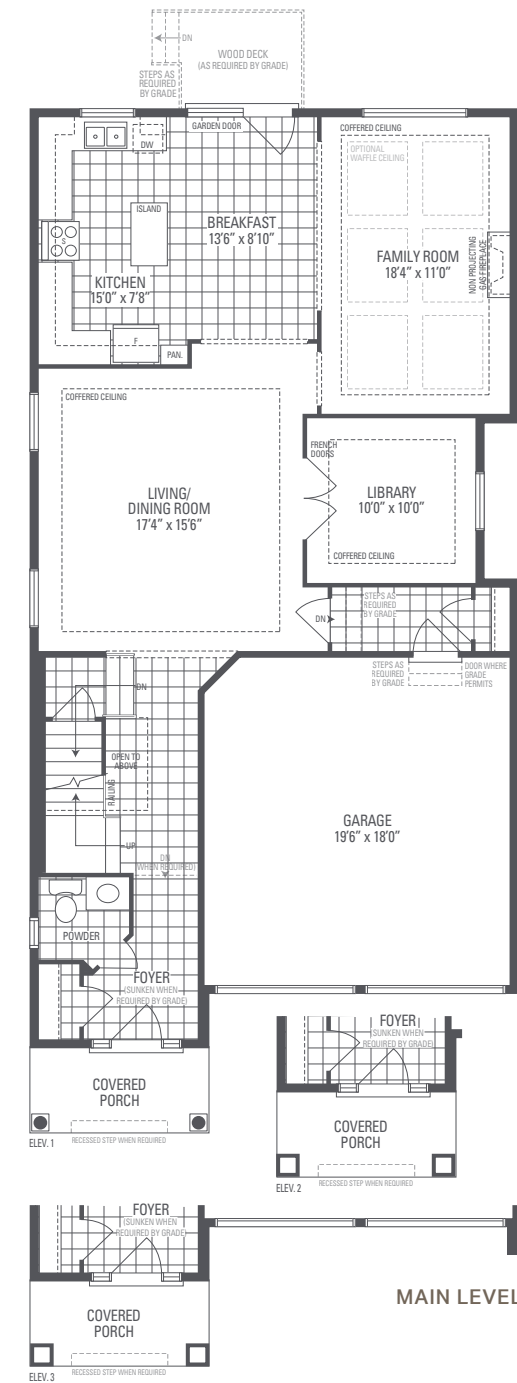 DN
WOOD DECK
(AS REQUIRED BY GRADE)
STEPS AS
REQUIRED
BY GRADE
GARDEN DOOR
DW
COFFERED CEILING
OPTIONAL
WAFFLE CEILING
ISLAND
S
BREAKFAST
13'6" x 8'10"
FAMILY ROOM
18'4" x 11'0"
NON PROJECTING
GAS FIREPLACE
KITCHEN
15'0" x 7'8"
F
PAN.
COFFERED CEILING
FRENCH
DOORS
LIVING/
DINING ROOM
17'4" x 15'6"
LIBRARY
10'0" x 10'0"
COFFERED CEILING
STEPS AS
REQUIRED
BY GRADE
DN
STEPS AS
REQUIRED
BY GRADE
DOOR WHERE
GRADE
PERMITS
DN
OPEN TO
ABOVE
RAILING
UP
DN
(WHEN REQUIRED)
GARAGE
19'6" x 18'0"
POWDER
FOYER
(SUNKEN WHEN
REQUIRED BY GRADE)
COVERED
PORCH
ELEV. 1
RECESSED STEP WHEN REQUIRED
FOYER
(SUNKEN WHEN
REQUIRED BY GRADE)
COVERED
PORCH
ELEV. 2
RECESSED STEP WHEN REQUIRED
FOYER
(SUNKEN WHEN
REQUIRED BY GRADE)
COVERED
PORCH
ELEV. 3
RECESSED STEP WHEN REQUIRED
MAIN LEVEL